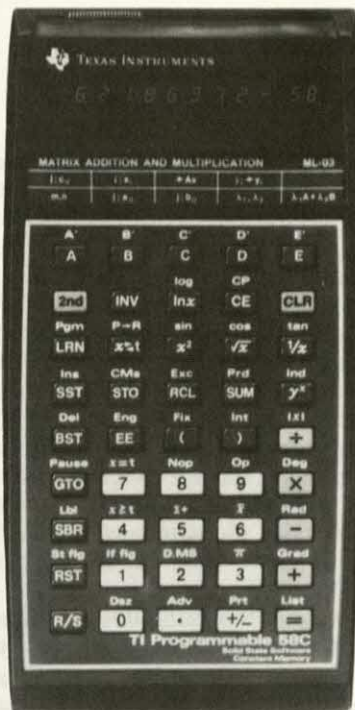 TEXAS INSTRUMENTS
MATRIX ADDITION AND MULTIPLICATION ML-03
A' B' C' D' E'
A B C D E
log CP
2nd INV lnx CE CLR
Pgm P→R sin cos tan
LRN x⇄t x² √x 1/x
Ins CMs Exc Prd Ind
SST STO RCL SUM yˣ
Del Eng Fix Int |x|
BST EE ( ) ÷
Pause x=t Nop Op Deg
GTO 7 8 9 X
Lbl x≥t Σ+ x̄ Rad
SBR 4 5 6 −
St flg If flg D.MS π Grad
RST 1 2 3 +
Dsz Adv Prt List
R/S 0 . +/− =
TI Programmable 58C
Solid State Software
Constant Memory